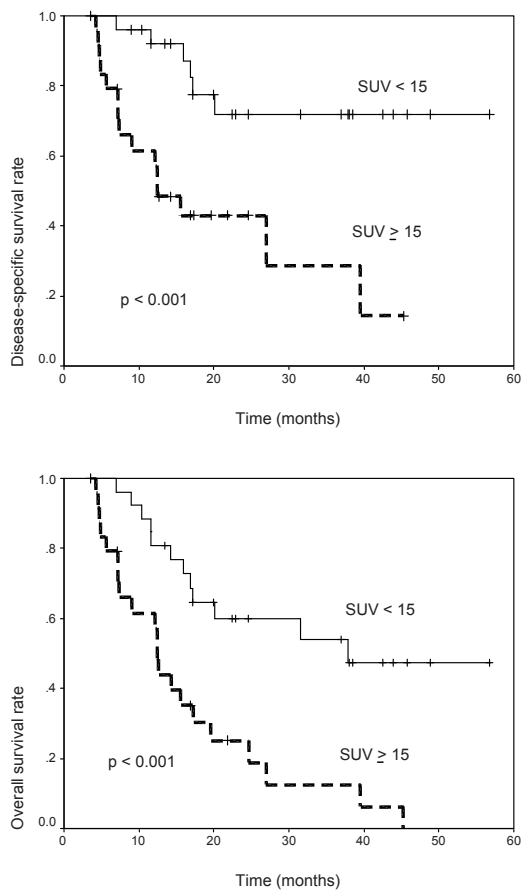 1.0
.8
SUV < 15
.6
.4
SUV ≥ 15
.2
p < 0.001
0.0
0 10 20 30 40 50 60
Disease-specific survival rate
Time (months)
1.0
.8
.6
SUV < 15
.4
.2
SUV ≥ 15
p < 0.001
0.0
0 10 20 30 40 50 60
Overall survival rate
Time (months)